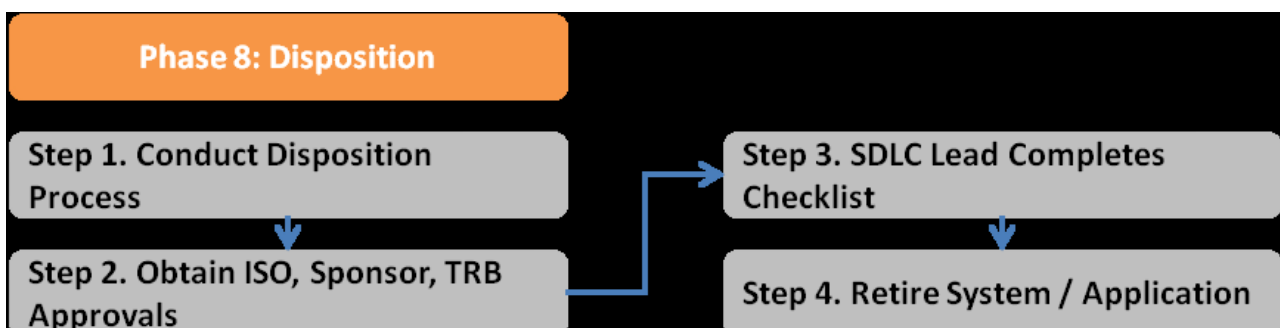 Phase 8: Disposition
Step 1. Conduct Disposition
Process
Step 2. Obtain ISO, Sponsor, TRB
Approvals
Step 3. SDLC Lead Completes
Checklist
Step 4. Retire System / Application